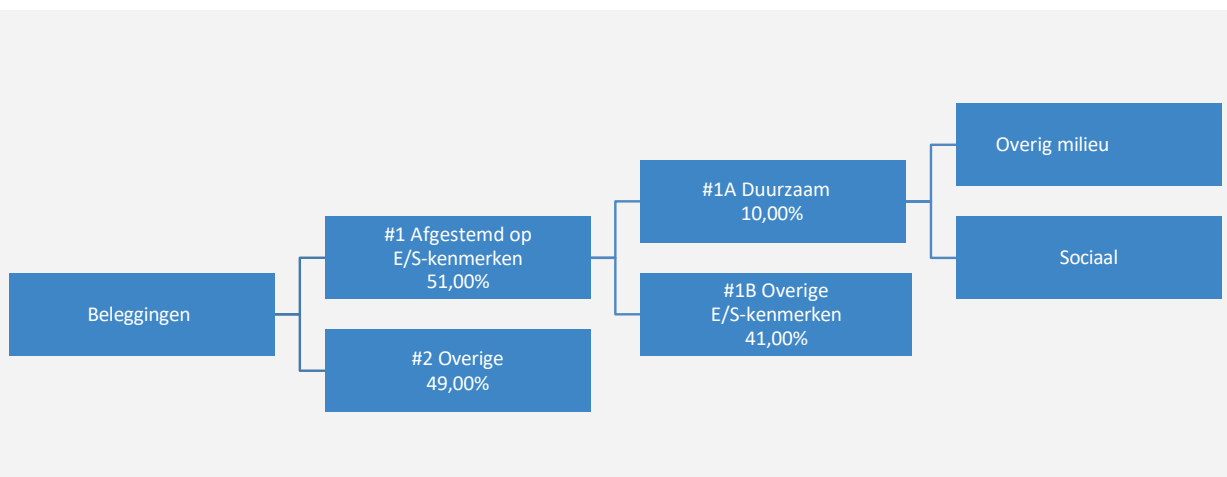 Beleggingen
#1 Afgestemd op
E/S-kenmerken
51,00%
#2 Overige
49,00%
#1A Duurzaam
10,00%
#1B Overige
E/S-kenmerken
41,00%
Overig milieu
Sociaal